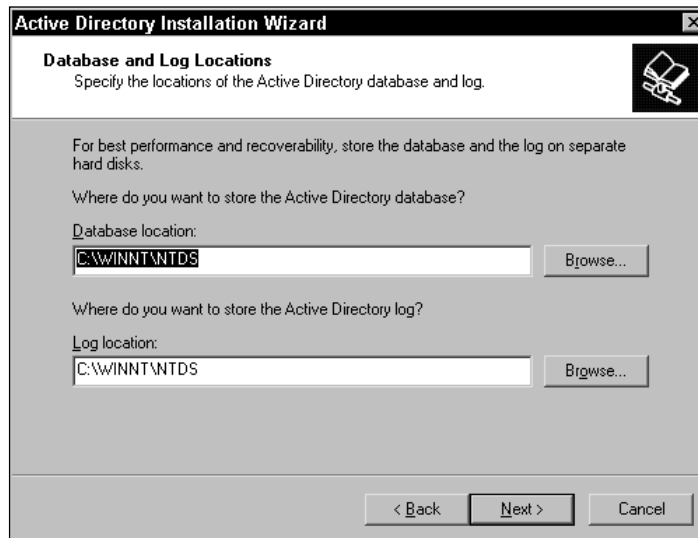 Active Directory Installation Wizard
Database and Log Locations
Specify the locations of the Active Directory database and log.
For best performance and recoverability, store the database and the log on separate
hard disks.
Where do you want to store the Active Directory database?
Database location:
C:\WINNT\NTDS
Browse...
Where do you want to store the Active Directory log?
Log location:
C:\WINNT\NTDS
Browse...
< Back
Next >
Cancel